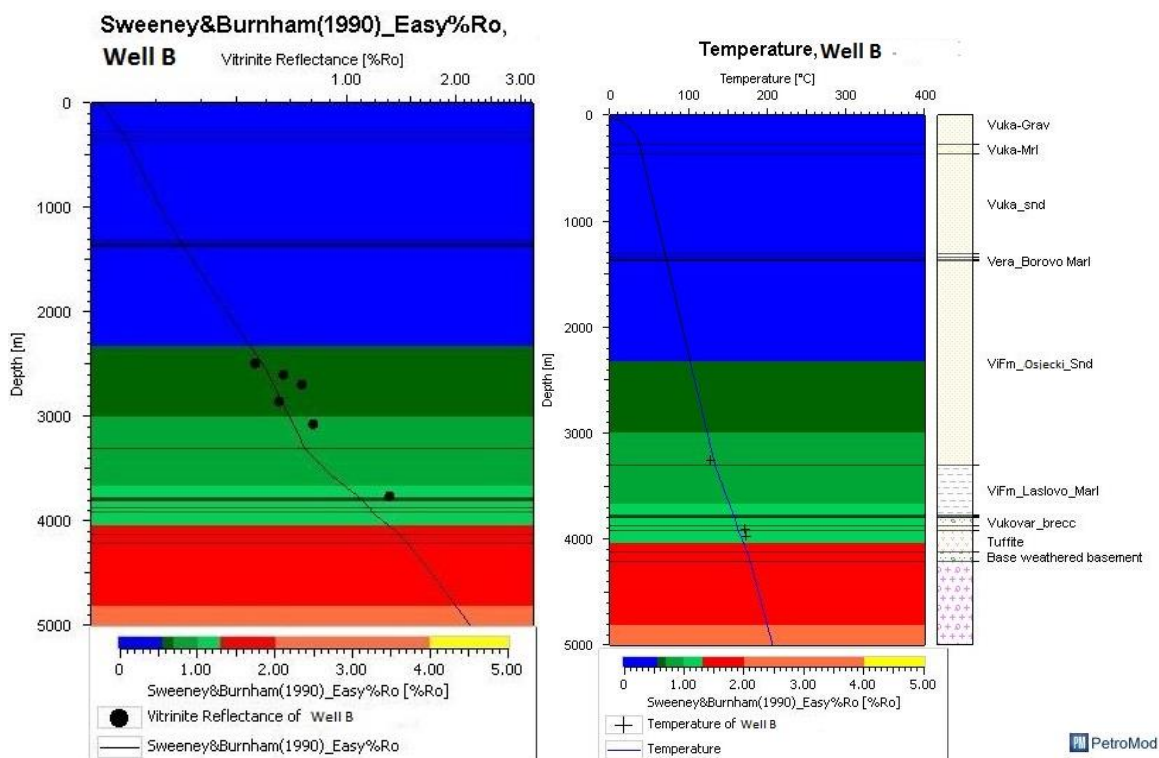 Sweeney&Burnham(1990)_Easy%Ro,
Well B
Vitrinite Reflectance [%Ro]
1.00
2.00
3.00
0
1000
2000
3000
4000
5000
Depth [m]
0
1.00
2.00
3.00
4.00
5.00
Sweeney&Burnham(1990)_Easy%Ro [%Ro]
Vitrinite Reflectance of Well B
Sweeney&Burnham(1990)_Easy%Ro
Temperature, Well B
Temperature [°C]
0
100
200
300
400
0
1000
2000
3000
4000
5000
Depth [m]
Vuka-Grav
Vuka-Mrl
Vuka_snd
Vera_Borovo Marl
ViFm_Osjecki_Snd
ViFm_Laslovo_Marl
Vukovar_brecc
Tuffite
Base weathered basement
0
1.00
2.00
3.00
4.00
5.00
Sweeney&Burnham(1990)_Easy%Ro [%Ro]
Temperature of Well B
Temperature
PM PetroMod